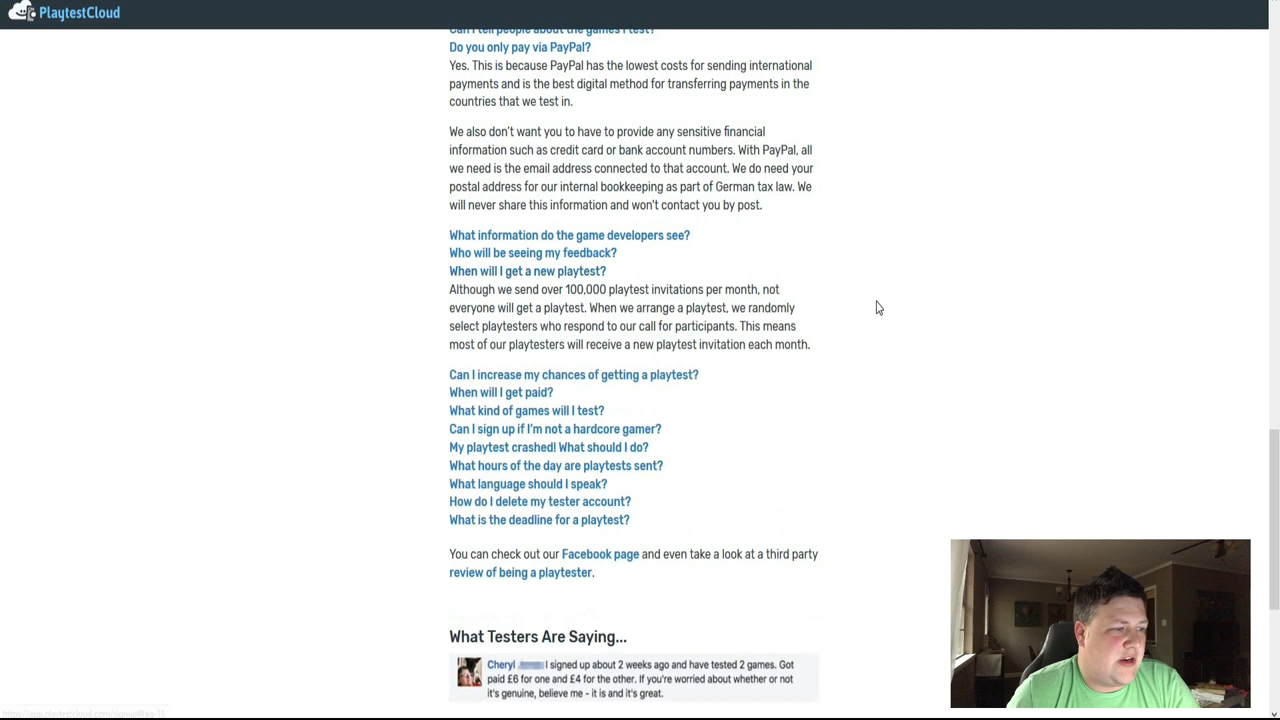 PlaytestCloud
Can I tell people about the games I test?
Do you only pay via PayPal?
Yes. This is because PayPal has the lowest costs for sending international
payments and is the best digital method for transferring payments in the
countries that we test in.
We also don't want you to have to provide any sensitive financial
information such as credit card or bank account numbers. With PayPal, all
we need is the email address connected to that account. We do need your
postal address for our internal bookkeeping as part of German tax law. We
will never share this information and won't contact you by post.
What information do the game developers see?
Who will be seeing my feedback?
When will I get a new playtest?
Although we send over 100,000 playtest invitations per month, not
everyone will get a playtest. When we arrange a playtest, we randomly
select playtesters who respond to our call for participants. This means
most of our playtesters will receive a new playtest invitation each month.
Can I increase my chances of getting a playtest?
When will I get paid?
What kind of games will I test?
Can I sign up if I'm not a hardcore gamer?
My playtest crashed! What should I do?
What hours of the day are playtests sent?
What language should I speak?
How do I delete my tester account?
What is the deadline for a playtest?
You can check out our Facebook page and even take a look at a third party
review of being a playtester.
What Testers Are Saying...
Cheryl I signed up about 2 weeks ago and have tested 2 games. Got
paid £6 for one and £4 for the other. If you're worried about whether or not
it's genuine, believe me - it is and it's great.